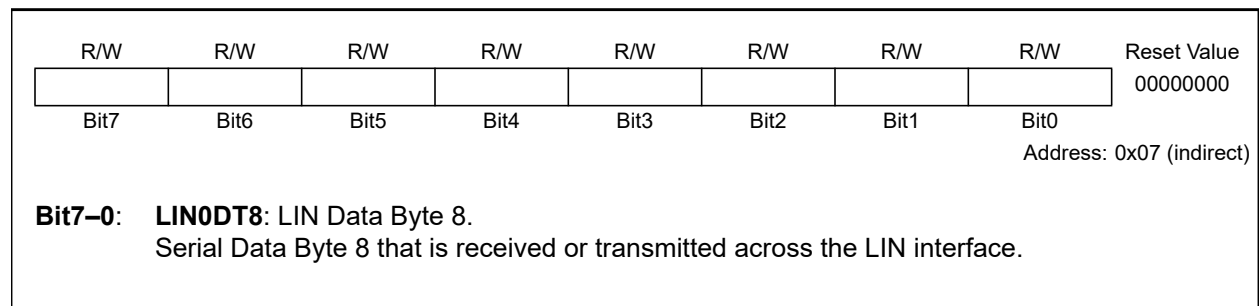 R/W R/W R/W R/W R/W R/W R/W R/W Reset Value
00000000
Bit7 Bit6 Bit5 Bit4 Bit3 Bit2 Bit1 Bit0
Address: 0x07 (indirect)
Bit7–0: LIN0DT8: LIN Data Byte 8.
Serial Data Byte 8 that is received or transmitted across the LIN interface.